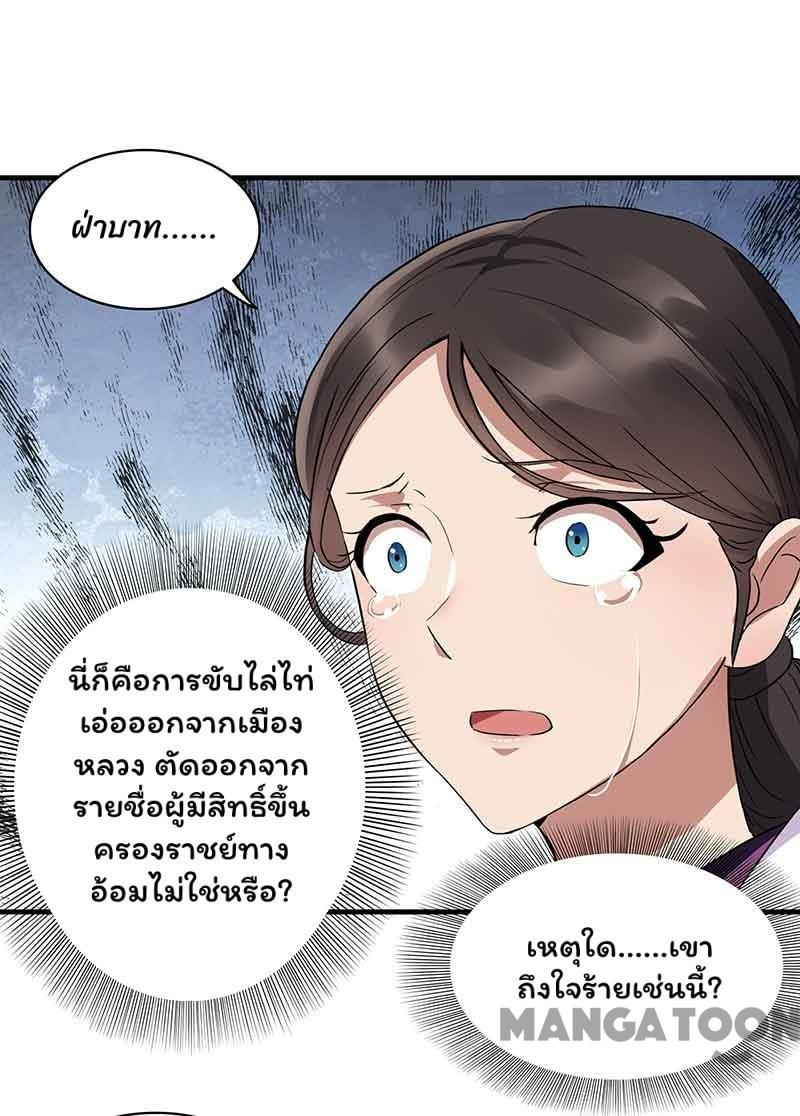 ฝ่าบาท......
นี่ก็คือการขับไล่ไท่
เอ่อออกจากเมือง
หลวง ตัดออกจาก
รายชื่อผู้มีสิทธิ์ขึ้น
ครองราชย์ทาง
อ้อมไม่ใช่หรือ?
เหตุใด......เขา
ถึงใจร้ายเช่นนี้?
MANGATOON